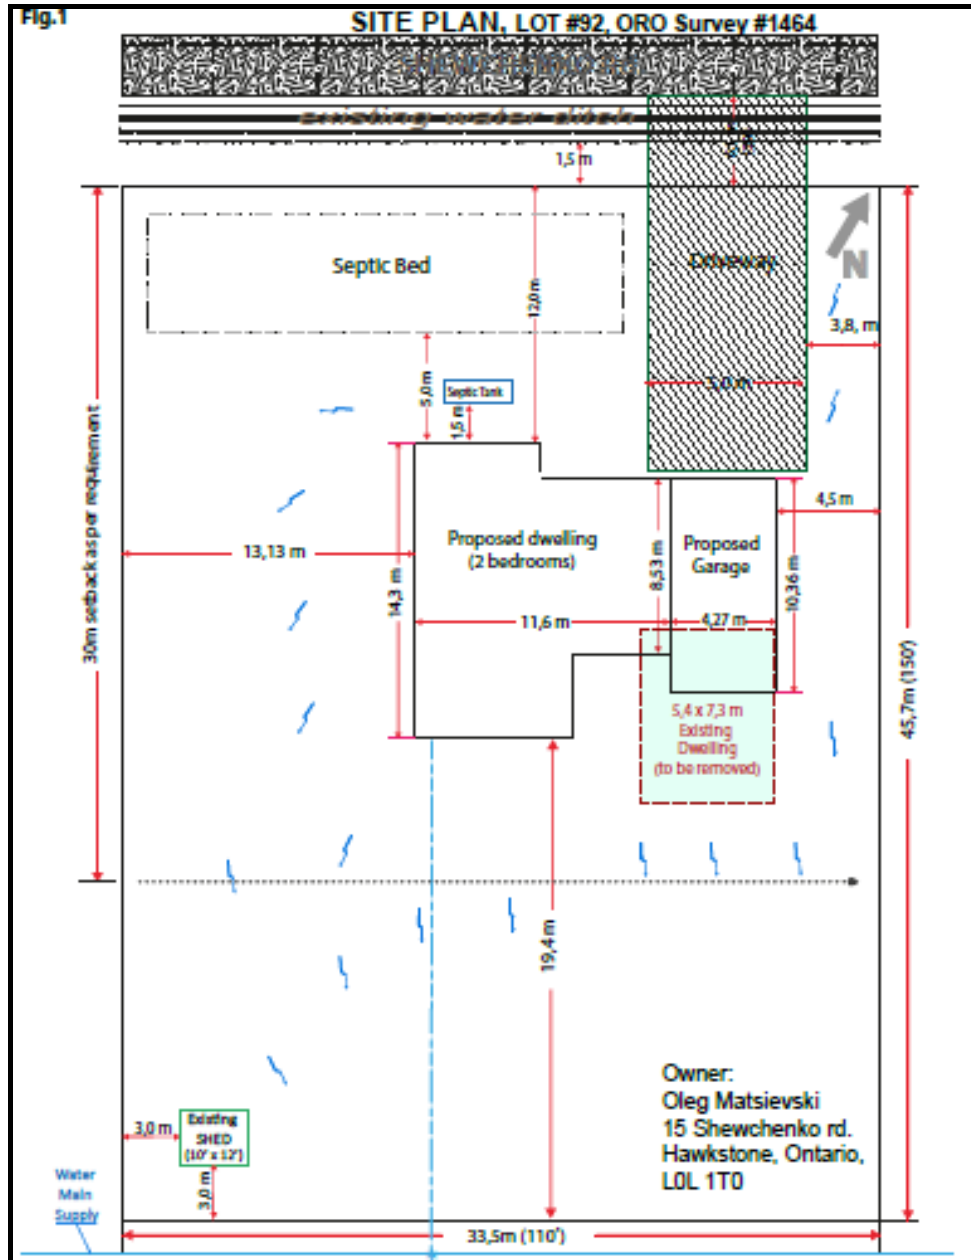 Fig.1
SITE PLAN, LOT #92, ORO Survey #1464
existing water ditch
1,5 m
Septic Bed
Driveway
N
12,0 m
3,8, m
5,0 m
Septic Tank
1,5 m
30m setback as per requirement
4,5 m
13,13 m
Proposed dwelling
(2 bedrooms)
Proposed
Garage
14,3 m
8,53 m
10,36 m
11,6 m
4,27 m
45,7m (150')
5,4 x 7,3 m
Existing
Dwelling
(to be removed)
19,4 m
Owner:
Oleg Matsievski
15 Shewchenko rd.
Hawkstone, Ontario,
L0L 1T0
3,0 m
Existing
SHED
(10' x 12')
3,0 m
Water
Main
Supply
33,5m (110')